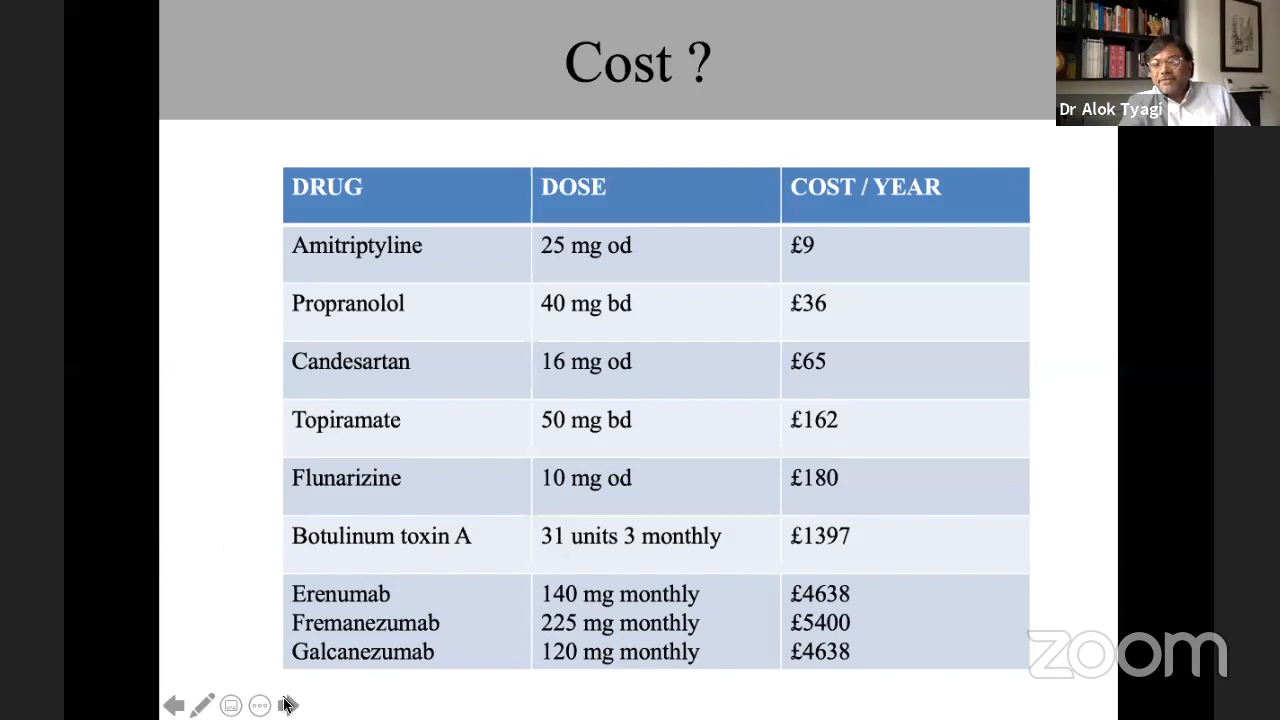 Cost ?
Dr Alok Tyagi
DRUG DOSE COST / YEAR
Amitriptyline 25 mg od £9
Propranolol 40 mg bd £36
Candesartan 16 mg od £65
Topiramate 50 mg bd £162
Flunarizine 10 mg od £180
Botulinum toxin A 31 units 3 monthly £1397
Erenumab 140 mg monthly £4638
Fremanezumab 225 mg monthly £5400
Galcanezumab 120 mg monthly £4638
zoom